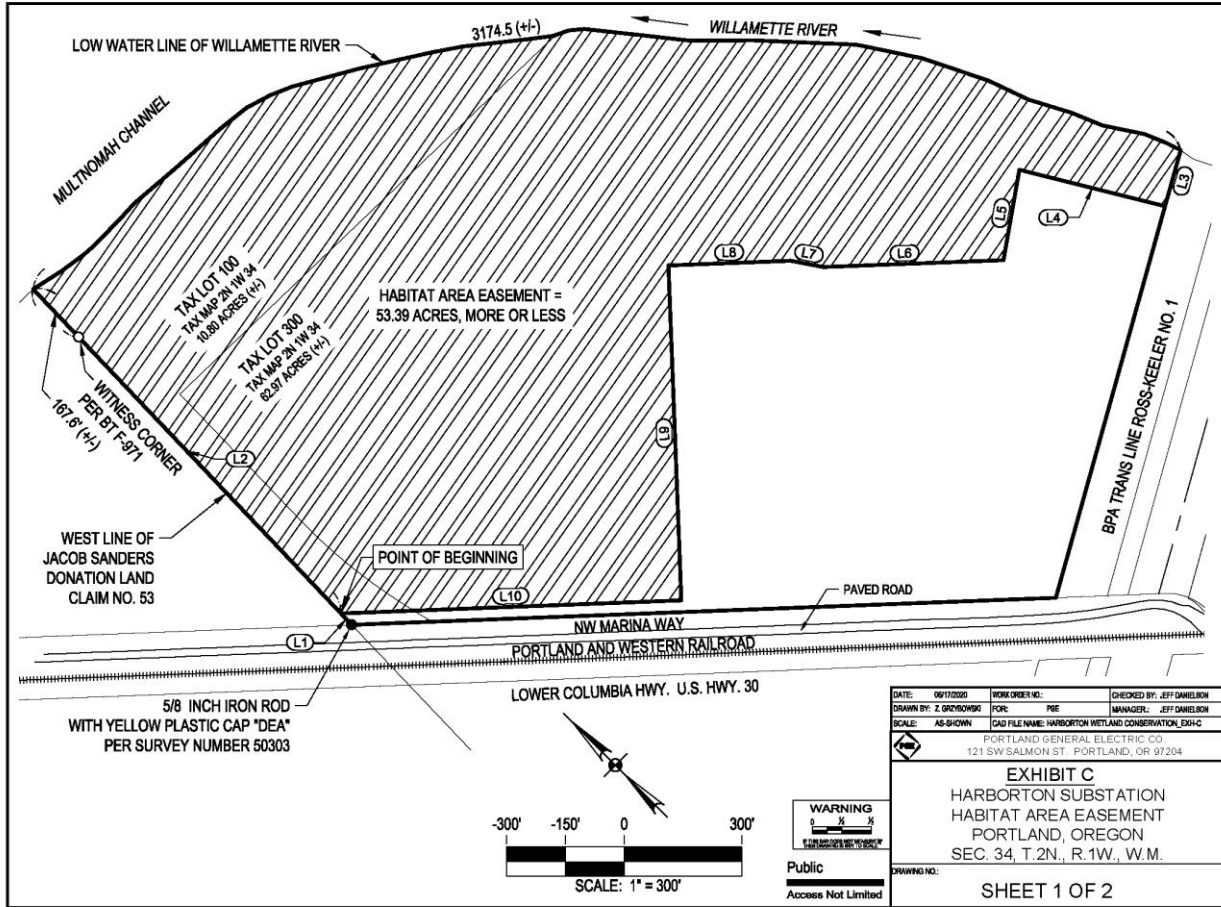 3174.5 (+/-)
WILLAMETTE RIVER
LOW WATER LINE OF WILLAMETTE RIVER
MULTNOMAH CHANNEL
L3
L4
L5
L8
L7
L6
TAX LOT 100
TAX MAP 2N 1W 34
10.80 ACRES (+/-)
TAX LOT 300
TAX MAP 2N 1W 34
62.97 ACRES (+/-)
HABITAT AREA EASEMENT =
53.39 ACRES, MORE OR LESS
WITNESS CORNER
PER BT F-971
167.6' (+/-)
L2
L9
BPA TRANS LINE ROSS-KEELER NO. 1
WEST LINE OF
JACOB SANDERS
DONATION LAND
CLAIM NO. 53
POINT OF BEGINNING
L10
PAVED ROAD
L1
NW MARINA WAY
PORTLAND AND WESTERN RAILROAD
LOWER COLUMBIA HWY. U.S. HWY. 30
5/8 INCH IRON ROD
WITH YELLOW PLASTIC CAP "DEA"
PER SURVEY NUMBER 50303
-300' -150' 0 300'
SCALE: 1" = 300'
WARNING
0 ½
Public
Access Not Limited
DATE: 06/17/2020 WORK ORDER NO.: CHECKED BY: JEFF DANIELSON
DRAWN BY: Z. GRZYBOWSKI FOR: PGE MANAGER: JEFF DANIELSON
SCALE: AS-SHOWN CAD FILE NAME: HARBORTON WETLAND CONSERVATION_EXH-C
PGE
PORTLAND GENERAL ELECTRIC CO.
121 SW SALMON ST. PORTLAND, OR 97204
EXHIBIT C
HARBORTON SUBSTATION
HABITAT AREA EASEMENT
PORTLAND, OREGON
SEC. 34, T.2N., R.1W., W.M.
DRAWING NO.:
SHEET 1 OF 2